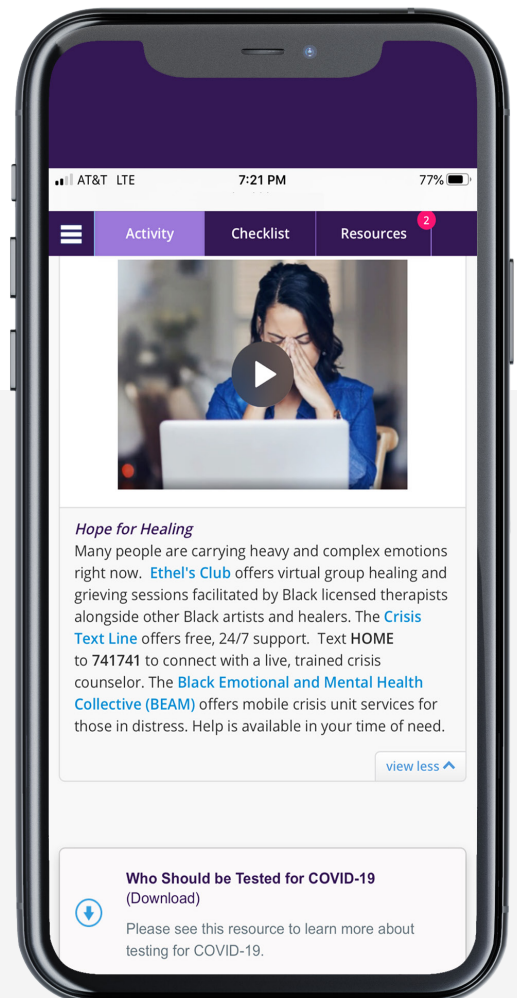 AT&T LTE 7:21 PM 77%
Activity Checklist Resources 2
Hope for Healing
Many people are carrying heavy and complex emotions
right now. Ethel's Club offers virtual group healing and
grieving sessions facilitated by Black licensed therapists
alongside other Black artists and healers. The Crisis
Text Line offers free, 24/7 support. Text HOME
to 741741 to connect with a live, trained crisis
counselor. The Black Emotional and Mental Health
Collective (BEAM) offers mobile crisis unit services for
those in distress. Help is available in your time of need.
view less
Who Should be Tested for COVID-19
(Download)
Please see this resource to learn more about
testing for COVID-19.